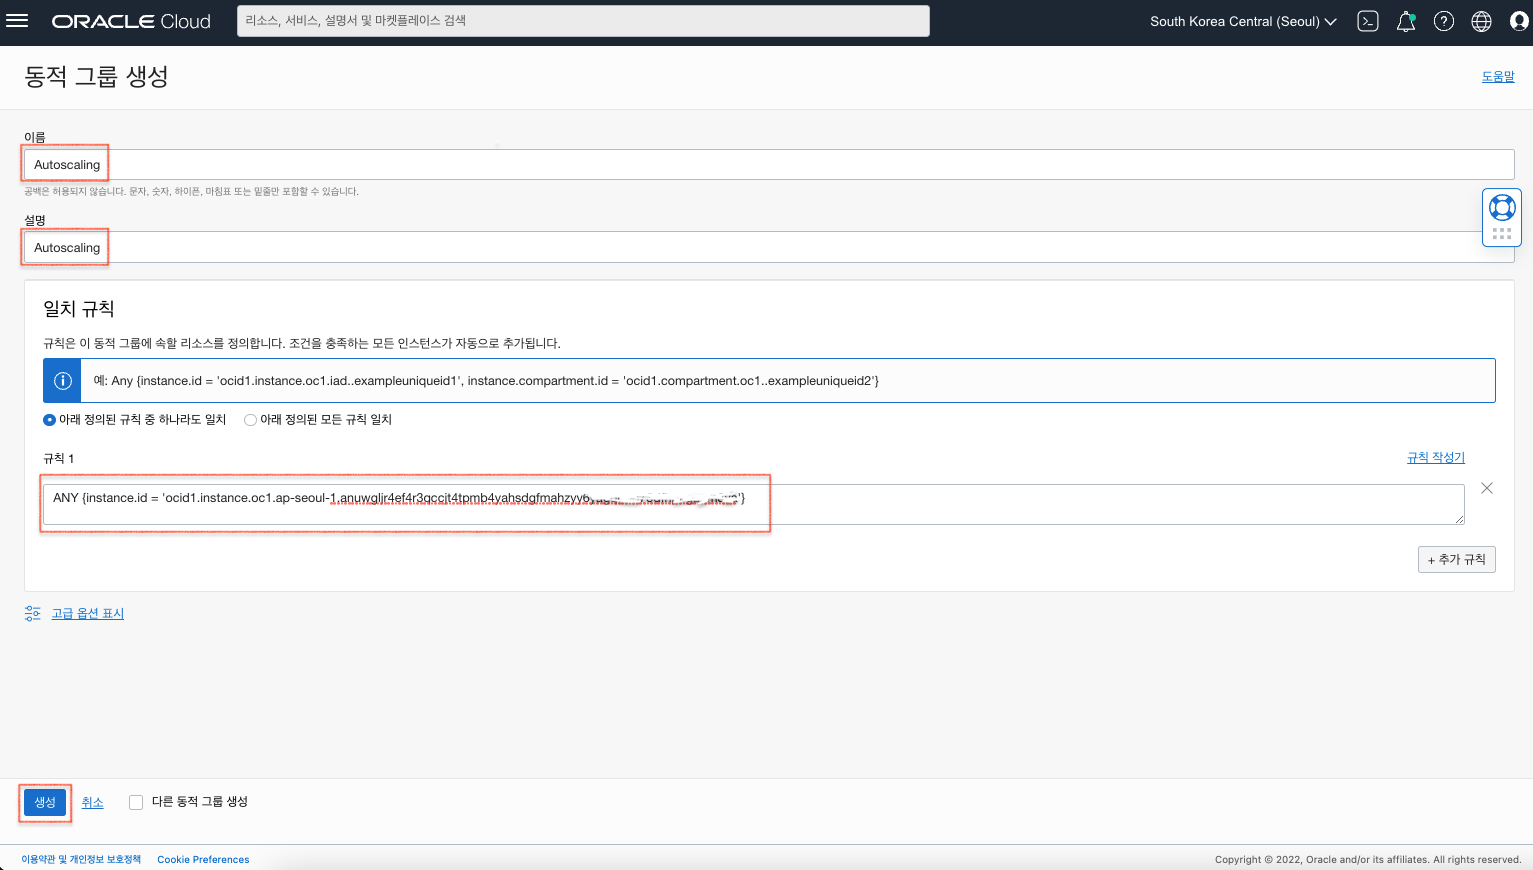 ORACLE Cloud
리소스, 서비스, 설명서 및 마켓플레이스 검색
South Korea Central (Seoul)
동적 그룹 생성
도움말
이름
Autoscaling
공백은 허용되지 않습니다. 문자, 숫자, 하이픈, 마침표 또는 밑줄만 포함할 수 있습니다.
설명
Autoscaling
일치 규칙
규칙은 이 동적 그룹에 속할 리소스를 정의합니다. 조건을 충족하는 모든 인스턴스가 자동으로 추가됩니다.
예: Any {instance.id = 'ocid1.instance.oc1.iad..exampleuniqueid1', instance.compartment.id = 'ocid1.compartment.oc1..exampleuniqueid2'}
아래 정의된 규칙 중 하나라도 일치 아래 정의된 모든 규칙 일치
규칙 1
규칙 작성기
ANY {instance.id =
+ 추가 규칙
고급 옵션 표시
생성 취소 다른 동적 그룹 생성
이용약관 및 개인정보 보호정책 Cookie Preferences
Copyright © 2022, Oracle and/or its affiliates. All rights reserved.